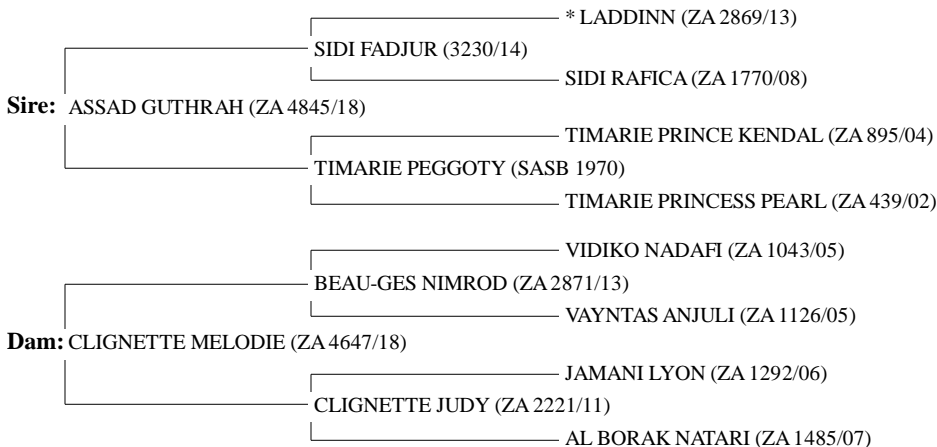 * LADDINN (ZA 2869/13)
SIDI FADJUR (3230/14)
SIDI RAFICA (ZA 1770/08)
Sire: ASSAD GUTHRAH (ZA 4845/18)
TIMARIE PRINCE KENDAL (ZA 895/04)
TIMARIE PEGGOTY (SASB 1970)
TIMARIE PRINCESS PEARL (ZA 439/02)
VIDIKO NADAFI (ZA 1043/05)
BEAU-GES NIMROD (ZA 2871/13)
VAYNTAS ANJULI (ZA 1126/05)
Dam: CLIGNETTE MELODIE (ZA 4647/18)
JAMANI LYON (ZA 1292/06)
CLIGNETTE JUDY (ZA 2221/11)
AL BORAK NATARI (ZA 1485/07)